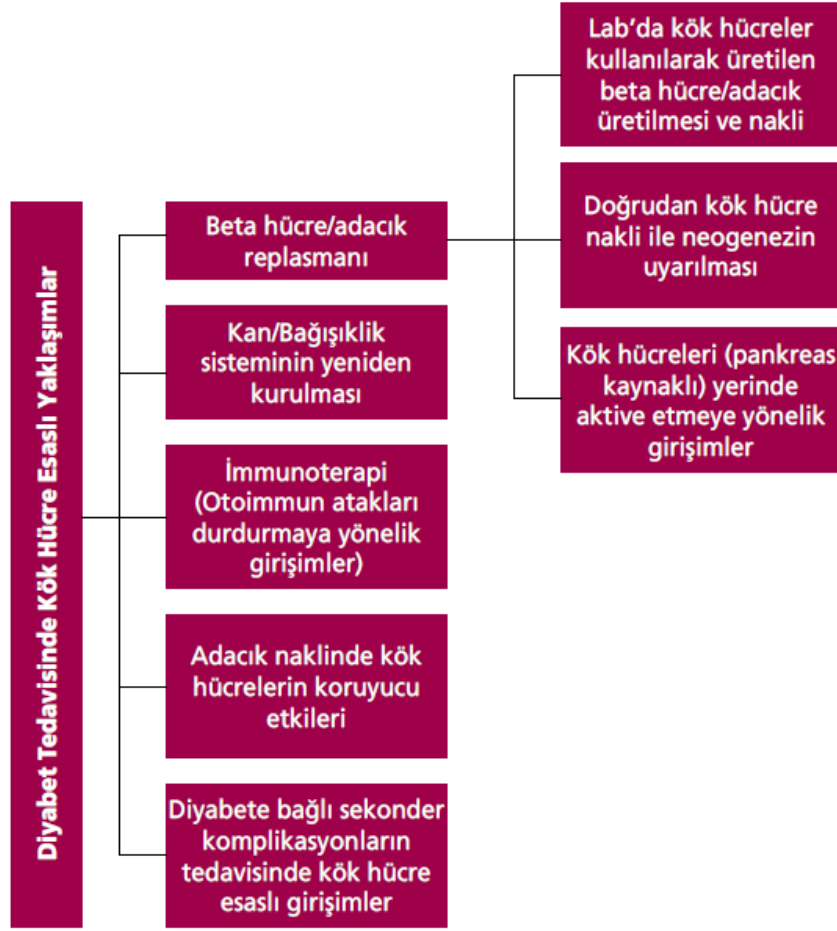 Diyabet Tedavisinde Kök Hücre Esaslı Yaklaşımlar
Beta hücre/adacık
replasmanı
Lab’da kök hücreler
kullanılarak üretilen
beta hücre/adacık
üretilmesi ve nakli
Doğrudan kök hücre
nakli ile neogenezin
uyarılması
Kök hücreleri (pankreas
kaynaklı) yerinde
aktive etmeye yönelik
girişimler
Kan/Bağışıklik
sisteminin yeniden
kurulması
İmmunoterapi
(Otoimmun atakları
durdurmaya yönelik
girişimler)
Adacık naklinde kök
hücrelerin koruyucu
etkileri
Diyabete bağlı sekonder
komplikasyonların
tedavisinde kök hücre
esaslı girişimler